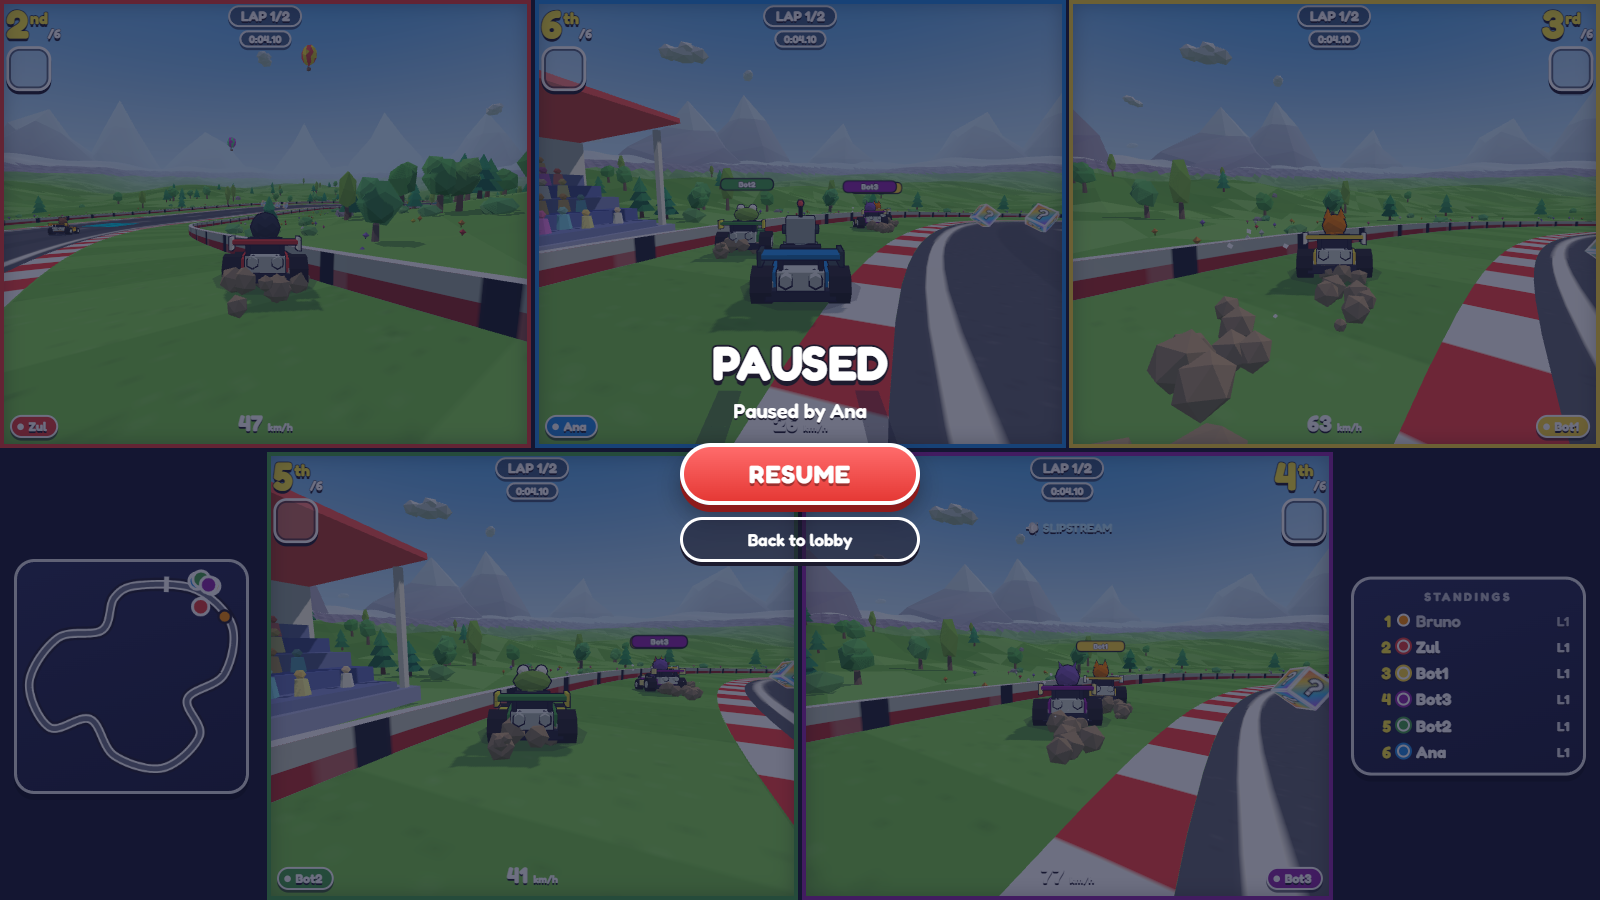 2nd /6
LAP 1/2
0:04.10
Zul
47 km/h
6th /6
LAP 1/2
0:04.10
Bot2
Bot3
?
Ana
km/h
3rd /6
LAP 1/2
0:04.10
63 km/h
Bot1
PAUSED
Paused by Ana
RESUME
Back to lobby
5th /6
LAP 1/2
0:04.10
Bot3
Bot2
41 km/h
4th /6
LAP 1/2
0:04.10
SLIPSTREAM
Bot1
?
77 km/h
Bot3
STANDINGS
1 Bruno L1
2 Zul L1
3 Bot1 L1
4 Bot3 L1
5 Bot2 L1
6 Ana L1